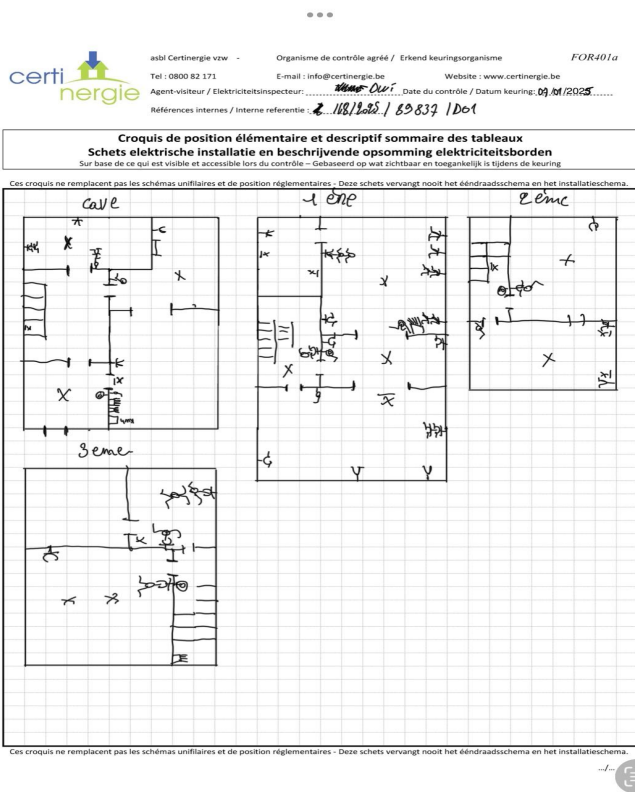 certinergie
asbl Certinergie vzw - Organisme de contrôle agréé / Erkend keuringsorganisme FOR401a
Tel : 0800 82 171 E-mail : info@certinergie.be Website : www.certinergie.be
Agent-visiteur / Elektriciteitsinspecteur: Date du contrôle / Datum keuring: /2025
Références internes / Interne referentie : 168/2025 / 89837 / D01
Croquis de position élémentaire et descriptif sommaire des tableaux
Schets elektrische installatie en beschrijvende opsomming elektriciteitsborden
Sur base de ce qui est visible et accessible lors du contrôle – Gebaseerd op wat zichtbaar en toegankelijk is tijdens de keuring
Ces croquis ne remplacent pas les schémas unifilaires et de position réglementaires - Deze schets vervangt nooit het ééndraadsschema en het installatieschema.
cave
2ème
3eme
Ces croquis ne remplacent pas les schémas unifilaires et de position réglementaires - Deze schets vervangt nooit het ééndraadsschema en het installatieschema.
.../...